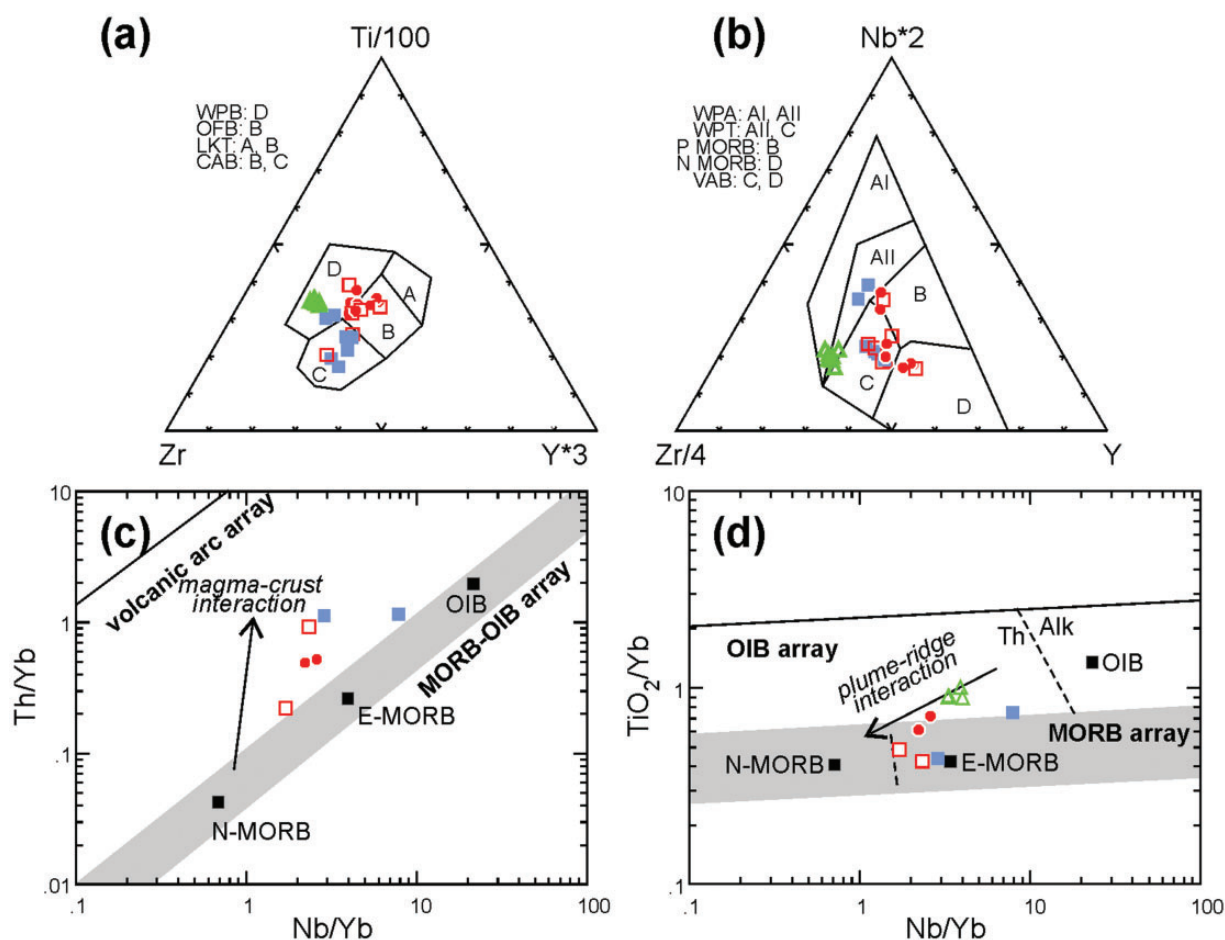 (a)
Ti/100
WPB: D
OFB: B
LKT: A, B
CAB: B, C
D
A
B
C
Zr
Y*3
(b)
Nb*2
WPA: AI, AII
WPT: AII, C
P MORB: B
N MORB: D
VAB: C, D
AI
AII
B
C
D
Zr/4
Y
(c)
10
1
.1
.01
Th/Yb
volcanic arc array
magma-crust
interaction
OIB
MORB-OIB array
E-MORB
N-MORB
.1
1
10
100
Nb/Yb
(d)
10
1
.1
TiO2/Yb
OIB array
Th
Alk
OIB
plume-ridge
interaction
MORB array
N-MORB
E-MORB
.1
1
10
100
Nb/Yb